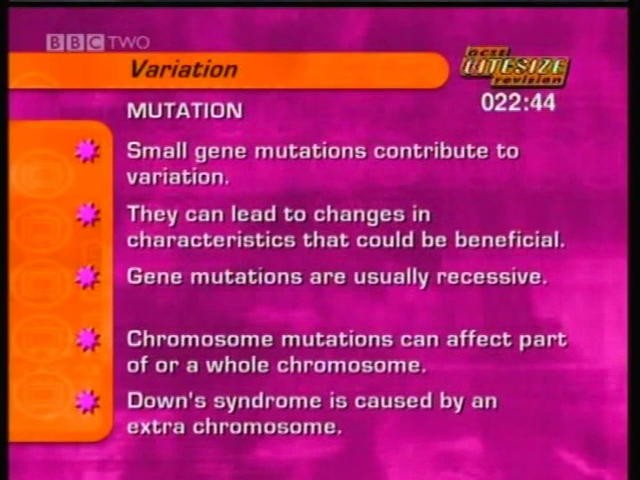 BBC TWO
Variation
GCSE
BITESIZE
revision
022:44
MUTATION
Small gene mutations contribute to
variation.
They can lead to changes in
characteristics that could be beneficial.
Gene mutations are usually recessive.
Chromosome mutations can affect part
of or a whole chromosome.
Down's syndrome is caused by an
extra chromosome.